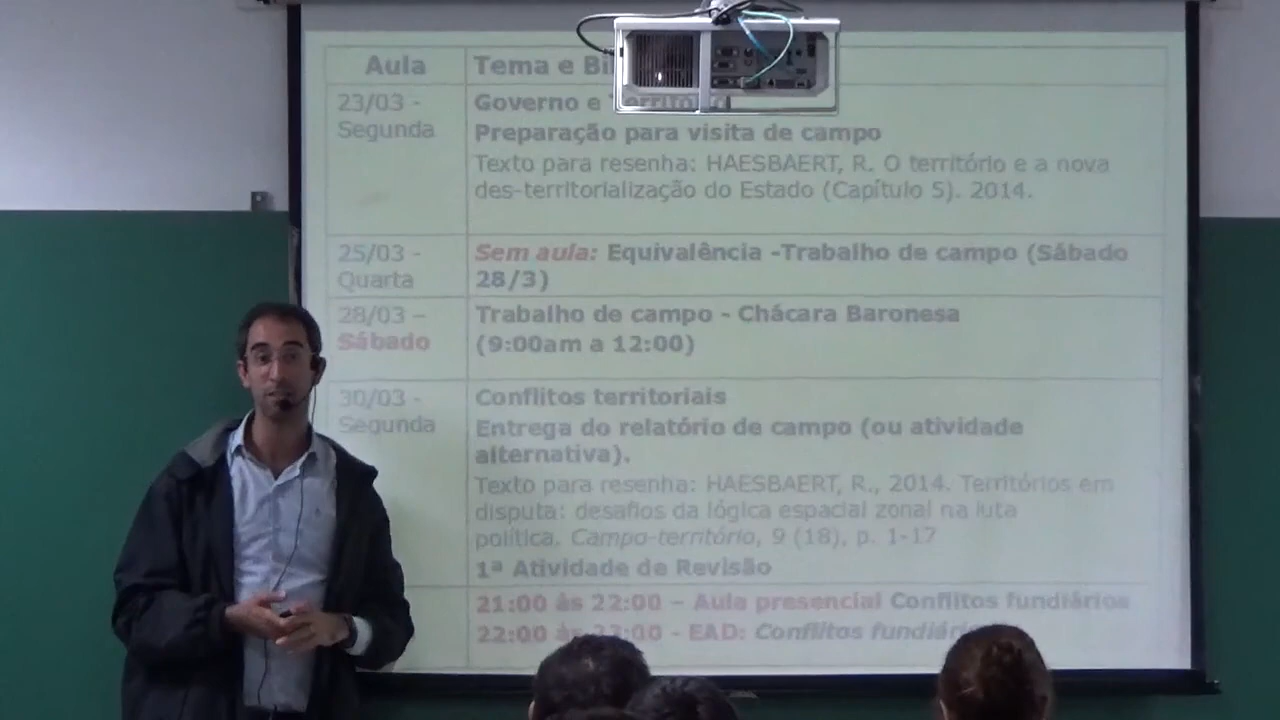 Aula
Tema e Bi
23/03 -
Segunda
Governo e Território
Preparação para visita de campo
Texto para resenha: HAESBAERT, R. O território e a nova
des-territorialização do Estado (Capítulo 5). 2014.
25/03 -
Quarta
Sem aula: Equivalência -Trabalho de campo (Sábado
28/3)
28/03 –
Sábado
Trabalho de campo - Chácara Baronesa
(9:00am a 12:00)
30/03 -
Segunda
Conflitos territoriais
Entrega do relatório de campo (ou atividade
alternativa).
Texto para resenha: HAESBAERT, R., 2014. Territórios em
disputa: desafios da lógica espacial zonal na luta
política. Campo-território, 9 (18), p. 1-17
1ª Atividade de Revisão
21:00 às 22:00 – Aula presencial Conflitos fundiários
22:00 às 23:00 - EAD: Conflitos fundiári